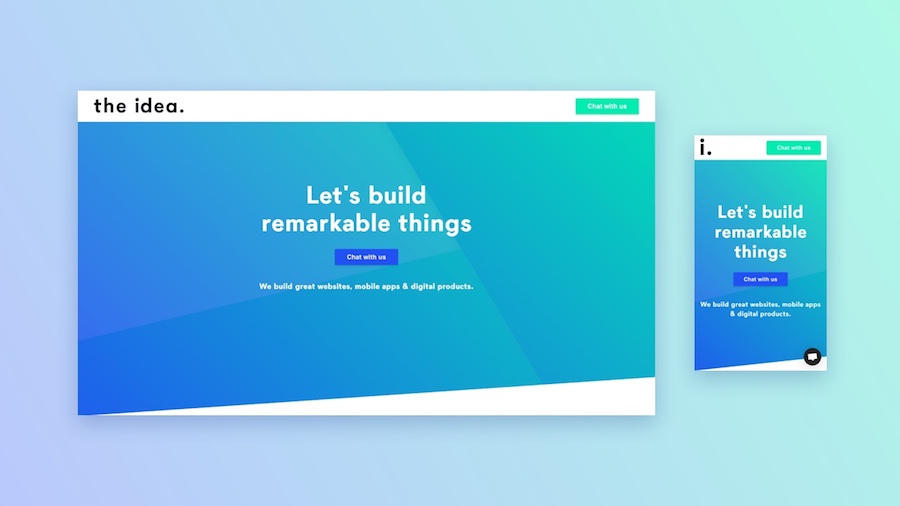 the idea.
Chat with us
Let's build
remarkable things
Chat with us
We build great websites, mobile apps & digital products.
i.
Chat with us
Let's build
remarkable
things
Chat with us
We build great websites, mobile apps
& digital products.